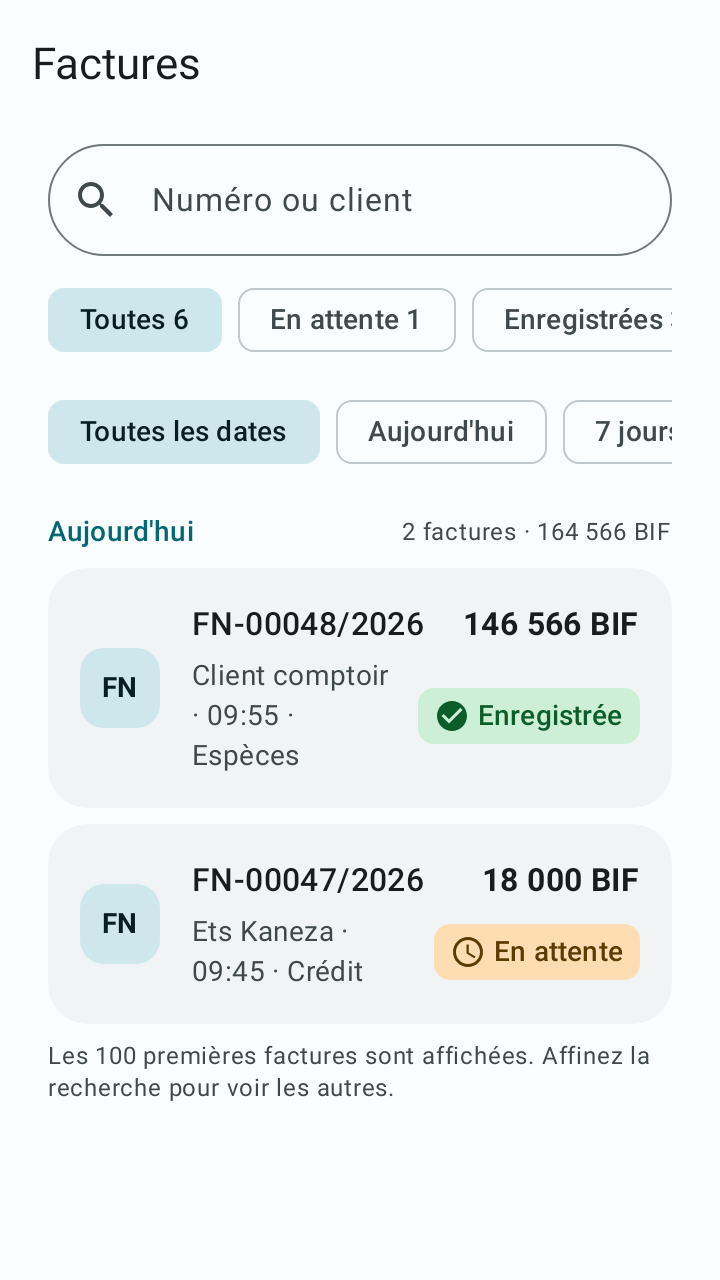 Factures
Numéro ou client
Toutes 6
En attente 1
Enregistrées
Toutes les dates
Aujourd'hui
7 jours
Aujourd'hui
2 factures · 164 566 BIF
FN
FN-00048/2026
146 566 BIF
Client comptoir
· 09:55 ·
Espèces
Enregistrée
FN
FN-00047/2026
18 000 BIF
Ets Kaneza ·
09:45 · Crédit
En attente
Les 100 premières factures sont affichées. Affinez la
recherche pour voir les autres.